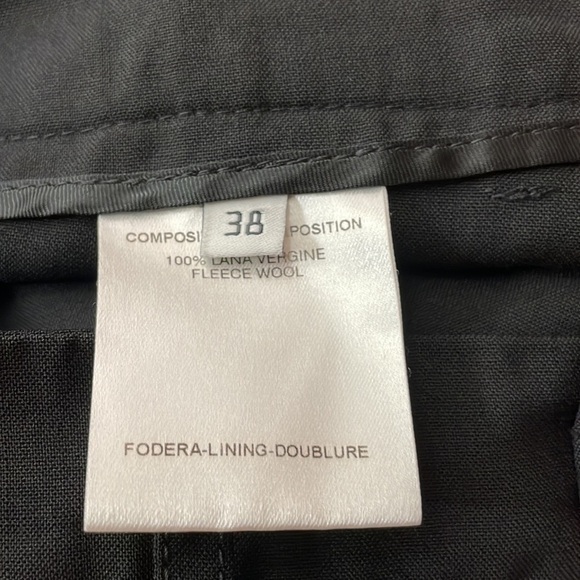 38
COMPOSI POSITION
100% LANA VERGINE
FLEECE WOOL
FODERA-LINING-DOUBLURE